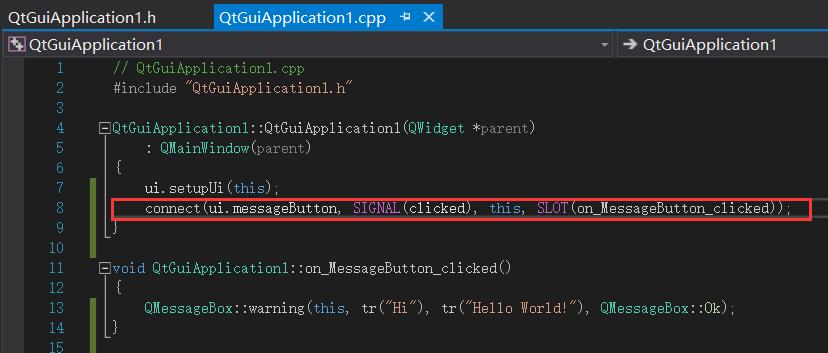 QtGuiApplication1.h
QtGuiApplication1.cpp
QtGuiApplication1
QtGuiApplication1
1 // QtGuiApplication1.cpp
2 #include "QtGuiApplication1.h"
3
4 QtGuiApplication1::QtGuiApplication1(QWidget *parent)
5 : QMainWindow(parent)
6 {
7 ui.setupUi(this);
8 connect(ui.messageButton, SIGNAL(clicked), this, SLOT(on_MessageButton_clicked));
9 }
10
11 void QtGuiApplication1::on_MessageButton_clicked()
12 {
13 QMessageBox::warning(this, tr("Hi"), tr("Hello World!"), QMessageBox::Ok);
14 }
15